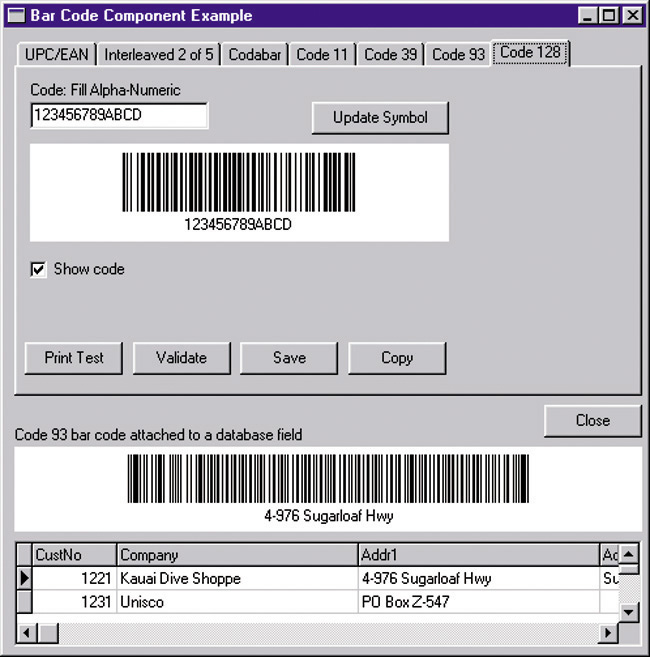 Bar Code Component Example
UPC/EAN Interleaved 2 of 5 Codabar Code 11 Code 39 Code 93 Code 128
Code: Fill Alpha-Numeric
123456789ABCD
Update Symbol
123456789ABCD
Show code
Print Test Validate Save Copy
Close
Code 93 bar code attached to a database field
4-976 Sugarloaf Hwy
CustNo Company Addr1 Ac
1221 Kauai Dive Shoppe 4-976 Sugarloaf Hwy Su
1231 Unisco PO Box Z-547